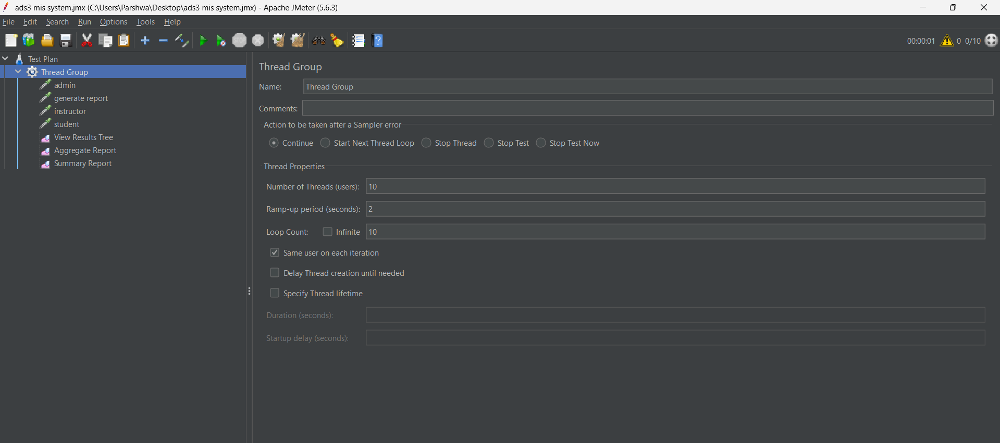 ads3 mis system.jmx (C:\Users\Parshwa\Desktop\ads3 mis system.jmx) - Apache JMeter (5.6.3)
File Edit Search Run Options Tools Help
STOP
00:00:01 0 0/10
Test Plan
Thread Group
admin
generate report
instructor
student
View Results Tree
Aggregate Report
Summary Report
Thread Group
Name: Thread Group
Comments:
Action to be taken after a Sampler error
Continue Start Next Thread Loop Stop Thread Stop Test Stop Test Now
Thread Properties
Number of Threads (users): 10
Ramp-up period (seconds): 2
Loop Count: Infinite 10
Same user on each iteration
Delay Thread creation until needed
Specify Thread lifetime
Duration (seconds):
Startup delay (seconds):